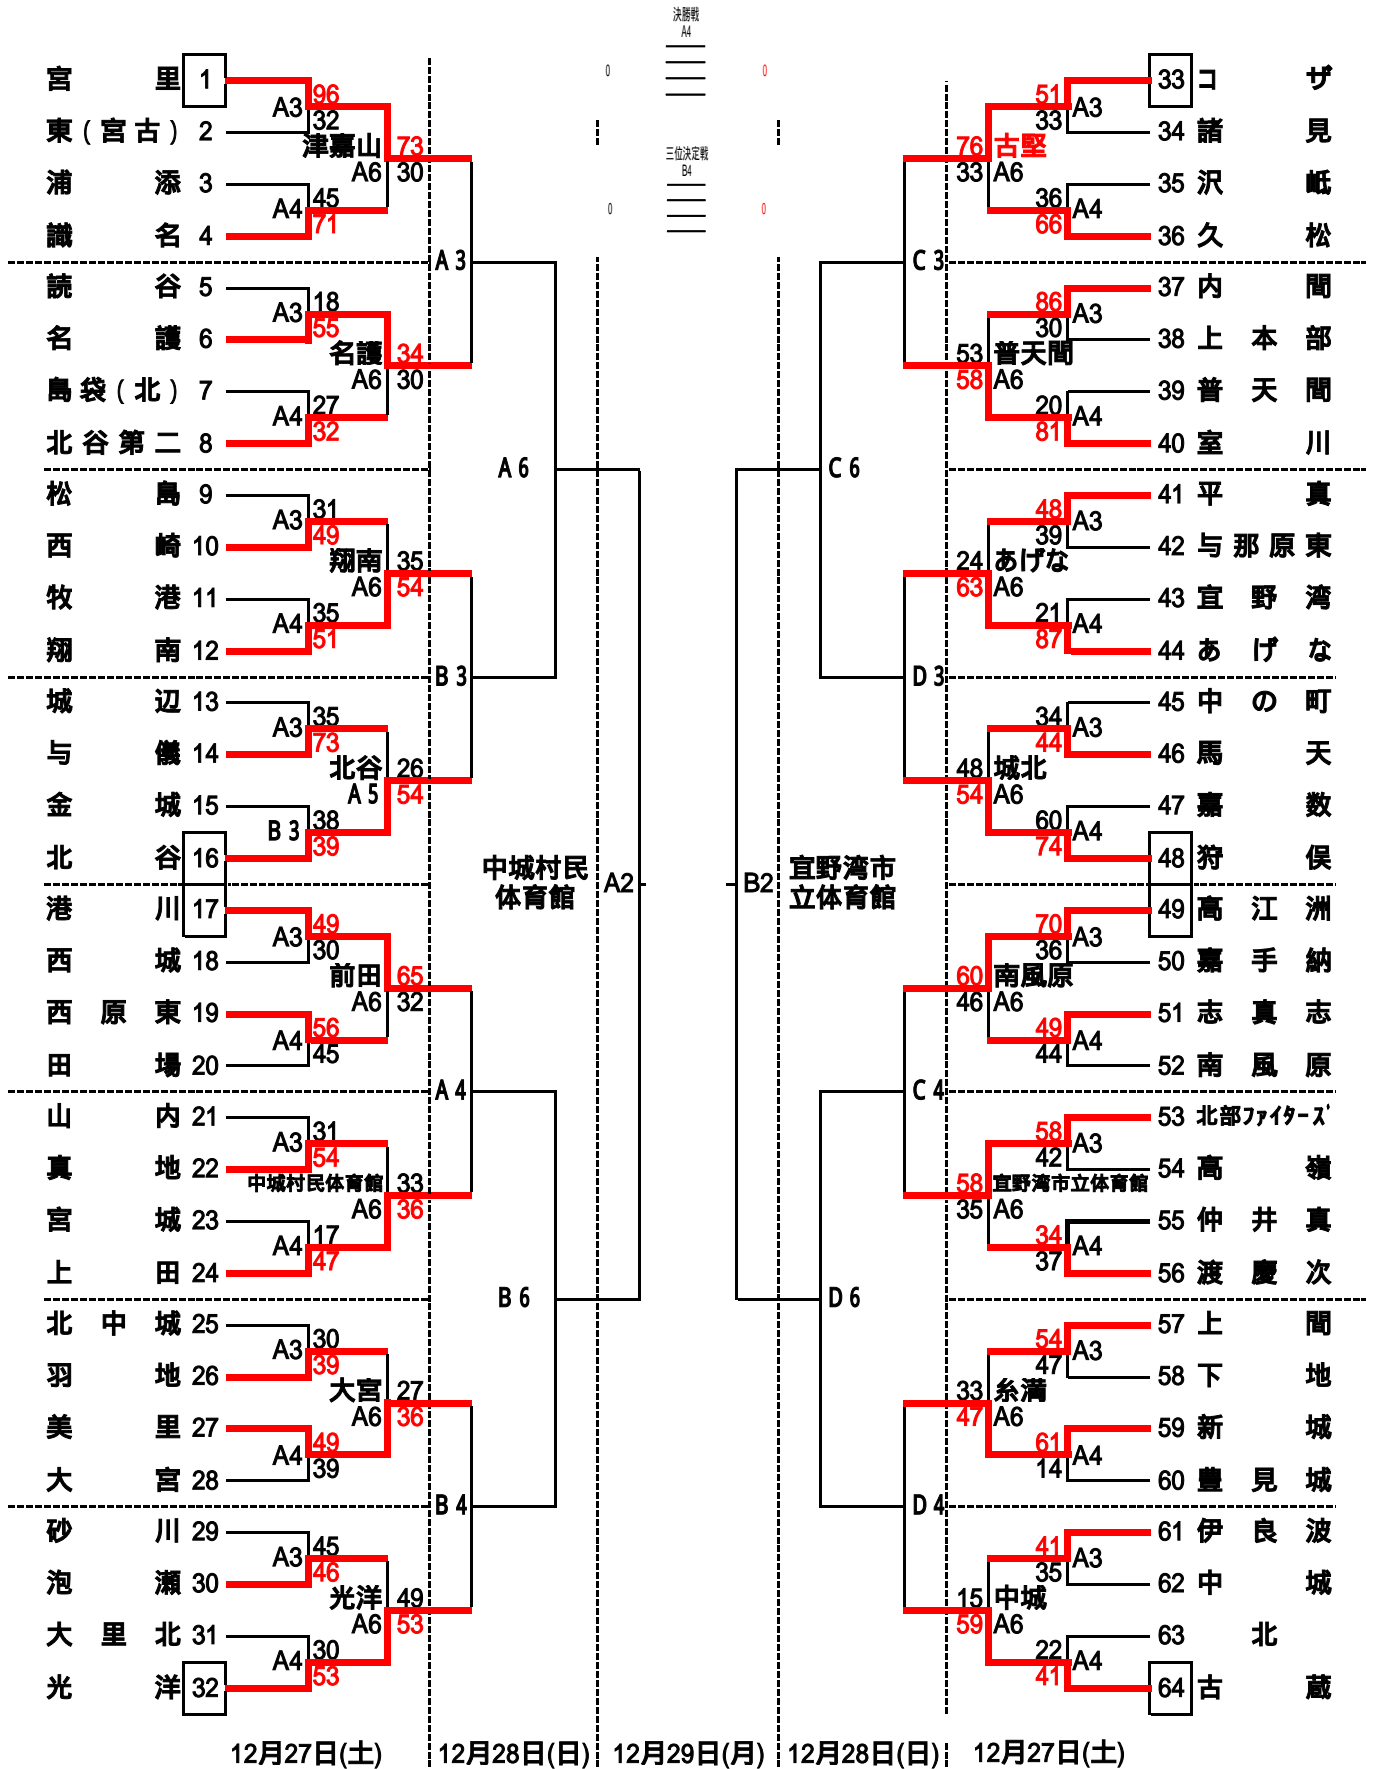 決勝戦
A4
0 0
三位決定戦
B4
0 0
宮里 1
東(宮古) 2
浦添 3
識名 4
読谷 5
名護 6
島袋(北) 7
北谷第二 8
松島 9
西崎 10
牧港 11
翔南 12
城辺 13
与儀 14
金城 15
北谷 16
港川 17
西城 18
西原東 19
田場 20
山内 21
真地 22
宮城 23
上田 24
北中城 25
羽地 26
美里 27
大宮 28
砂川 29
泡瀬 30
大里北 31
光洋 32
A3 96 32
A4 45 71
A3 18 55
A4 27 32
A3 31 49
A4 35 51
A3 35 73
B3 38 39
A3 49 30
A4 56 45
A3 31 54
A4 17 47
A3 30 39
A4 49 39
A3 45 46
A4 30 53
津嘉山 A6 73 30
名護 A6 34 30
翔南 A6 35 54
北谷 A5 26 54
前田 A6 65 32
中城村民体育館 A6 33 36
大宮 A6 27 36
光洋 A6 49 53
A3
B3
A4
B4
A6
B6
中城村民
体育館
A2
B2
宜野湾市
立体育館
C6
D6
C3
D3
C4
D4
76 33 古堅 A6
53 58 普天間 A6
24 63 あげな A6
48 54 城北 A6
60 46 南風原 A6
58 35 宜野湾市立体育館 A6
33 47 糸満 A6
15 59 中城 A6
51 33 A3
36 66 A4
86 30 A3
20 81 A4
48 39 A3
21 87 A4
34 44 A3
60 74 A4
70 36 A3
49 44 A4
58 42 A3
34 37 A4
54 47 A3
61 14 A4
41 35 A3
22 41 A4
33 コザ
34 諸見
35 沢岻
36 久松
37 内間
38 上本部
39 普天間
40 室川
41 平真
42 与那原東
43 宜野湾
44 あげな
45 中の町
46 馬天
47 嘉数
48 狩俣
49 高江洲
50 嘉手納
51 志真志
52 南風原
53 北部ファイターズ
54 高嶺
55 仲井真
56 渡慶次
57 上間
58 下地
59 新城
60 豊見城
61 伊良波
62 中城
63 北
64 古蔵
12月27日(土) 12月28日(日) 12月29日(月) 12月28日(日) 12月27日(土)